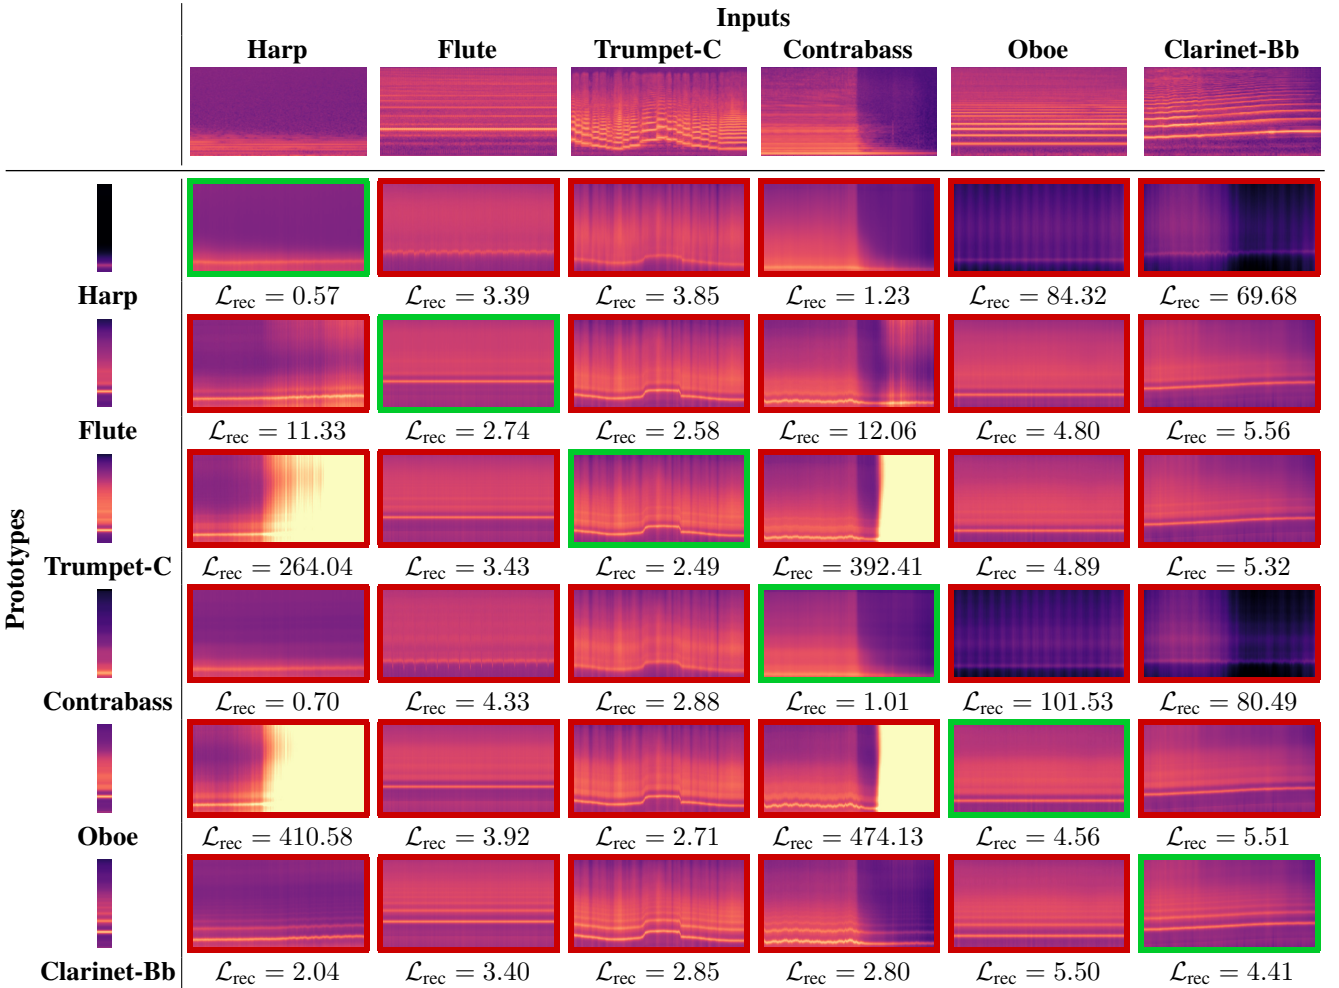 Inputs
Harp Flute Trumpet-C Contrabass Oboe Clarinet-Bb
Prototypes
Harp
ℒrec = 0.57 ℒrec = 3.39 ℒrec = 3.85 ℒrec = 1.23 ℒrec = 84.32 ℒrec = 69.68
Flute
ℒrec = 11.33 ℒrec = 2.74 ℒrec = 2.58 ℒrec = 12.06 ℒrec = 4.80 ℒrec = 5.56
Trumpet-C
ℒrec = 264.04 ℒrec = 3.43 ℒrec = 2.49 ℒrec = 392.41 ℒrec = 4.89 ℒrec = 5.32
Contrabass
ℒrec = 0.70 ℒrec = 4.33 ℒrec = 2.88 ℒrec = 1.01 ℒrec = 101.53 ℒrec = 80.49
Oboe
ℒrec = 410.58 ℒrec = 3.92 ℒrec = 2.71 ℒrec = 474.13 ℒrec = 4.56 ℒrec = 5.51
Clarinet-Bb
ℒrec = 2.04 ℒrec = 3.40 ℒrec = 2.85 ℒrec = 2.80 ℒrec = 5.50 ℒrec = 4.41